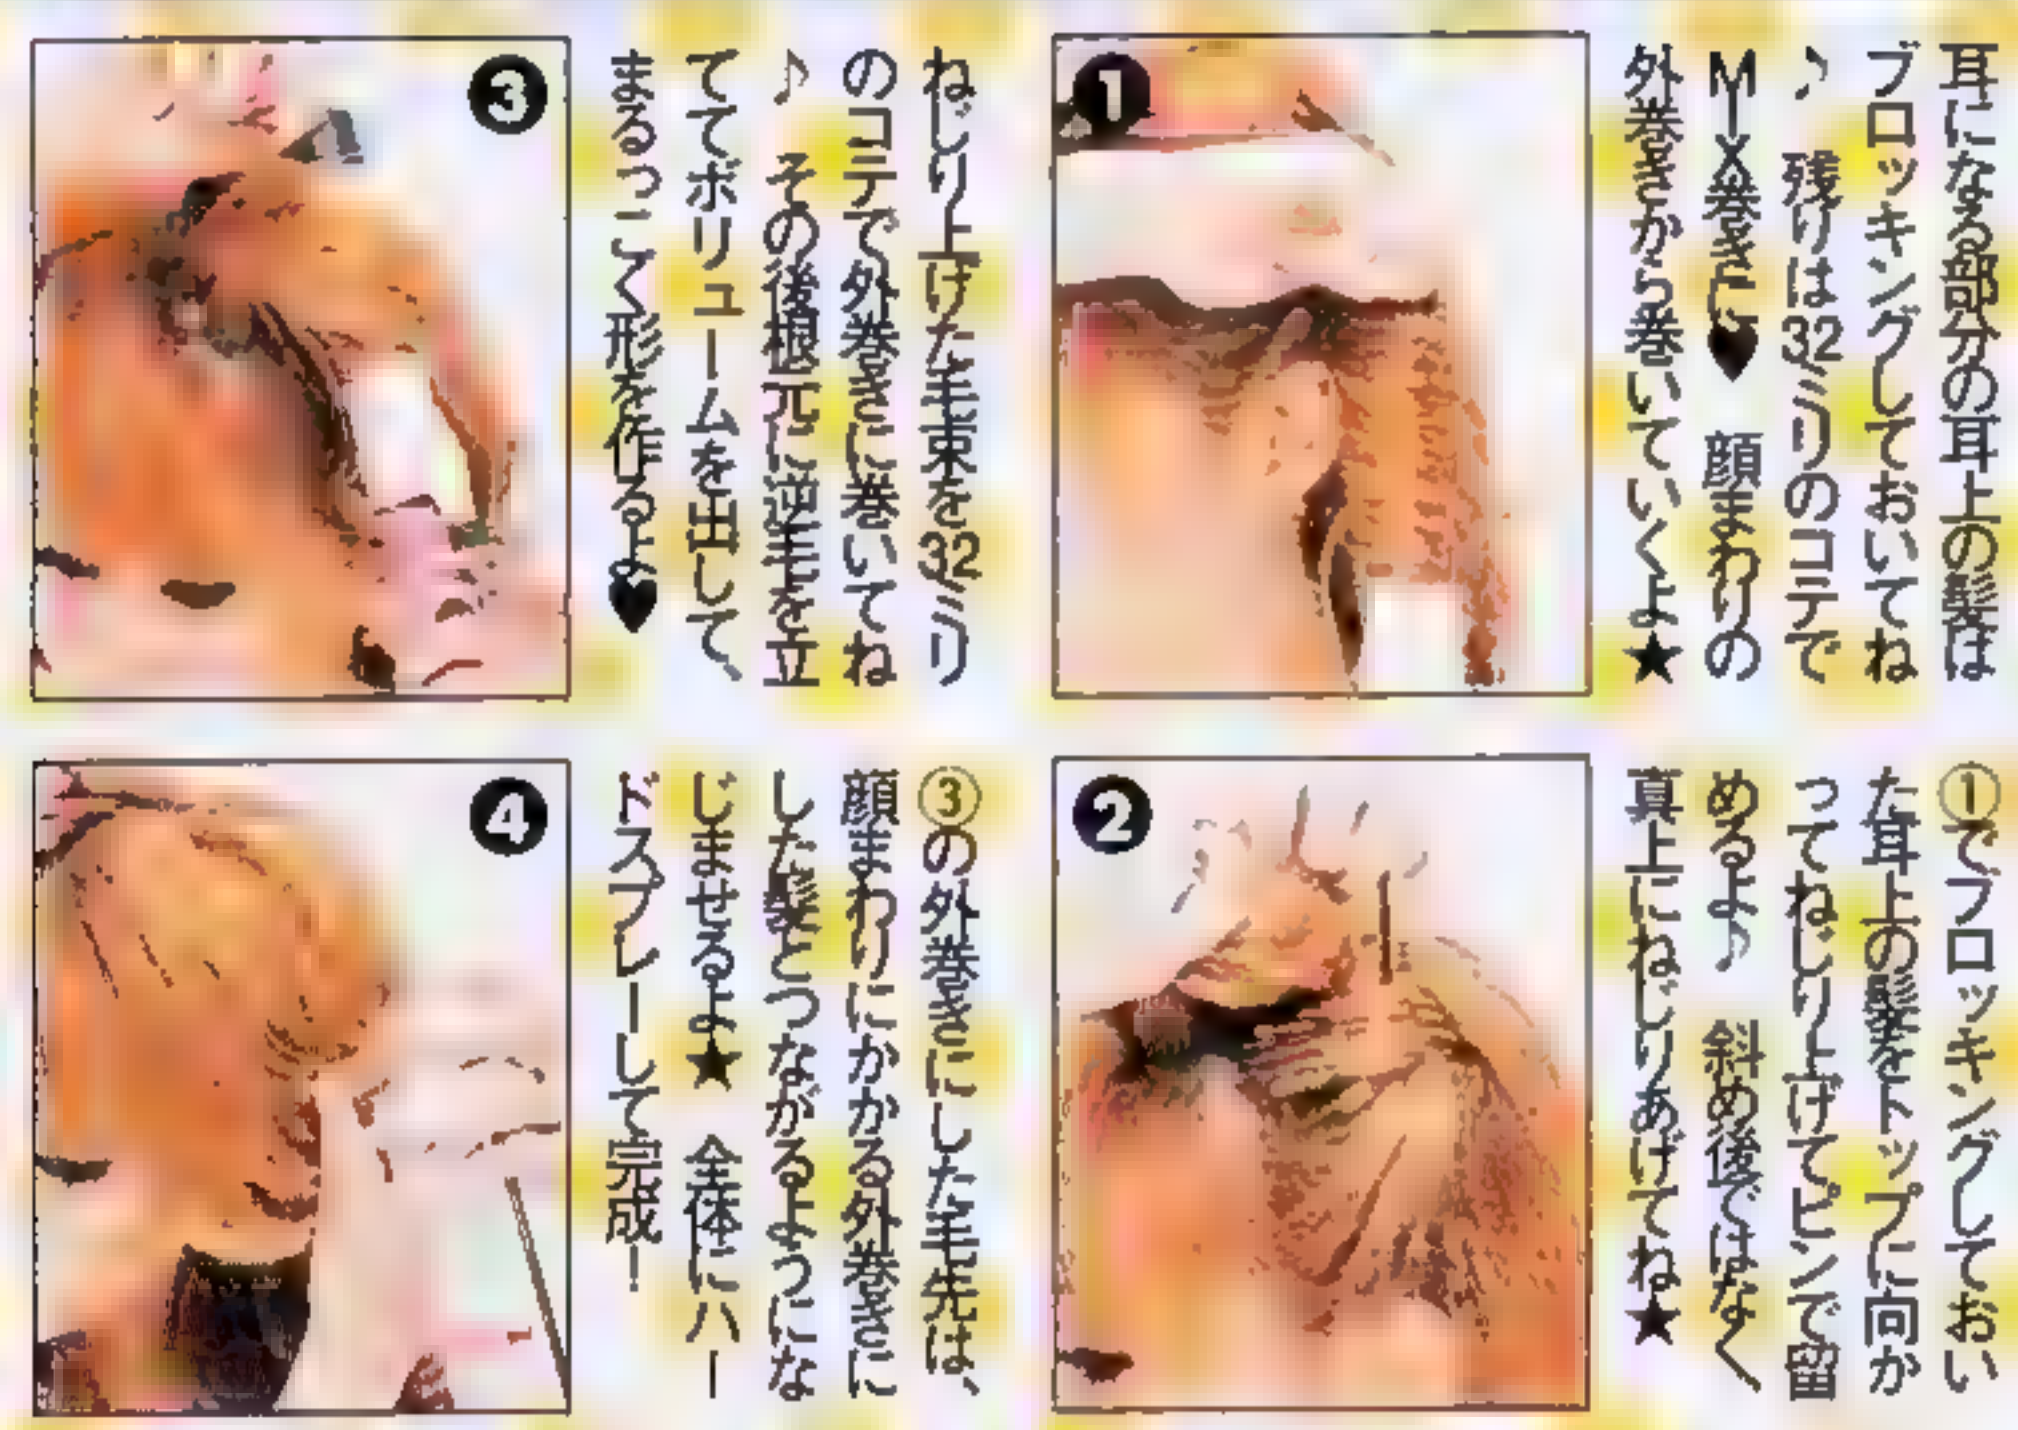 ❶
耳になる部分の耳上の髪は
ブロッキングしておいてね
♪ 残りは32ミリのコテで
MIX巻きに♥ 顔まわりの
外巻きから巻いていくよ★
❷
①でブロッキングしておい
た耳上の髪をトップに向か
ってねじり上げてピンで留
めるよ♪ 斜め後ではなく
真上にねじりあげてね★
❸
ねじり上げた毛束を32ミリ
のコテで外巻きに巻いてね
♪ その後根元に逆毛を立
ててボリュームを出して、
まるっこく形を作るよ♥
❹
③の外巻きにした毛先は、
顔まわりにかかる外巻きに
した髪とつながるようにな
じませるよ★ 全体にハー
ドスプレーして完成！